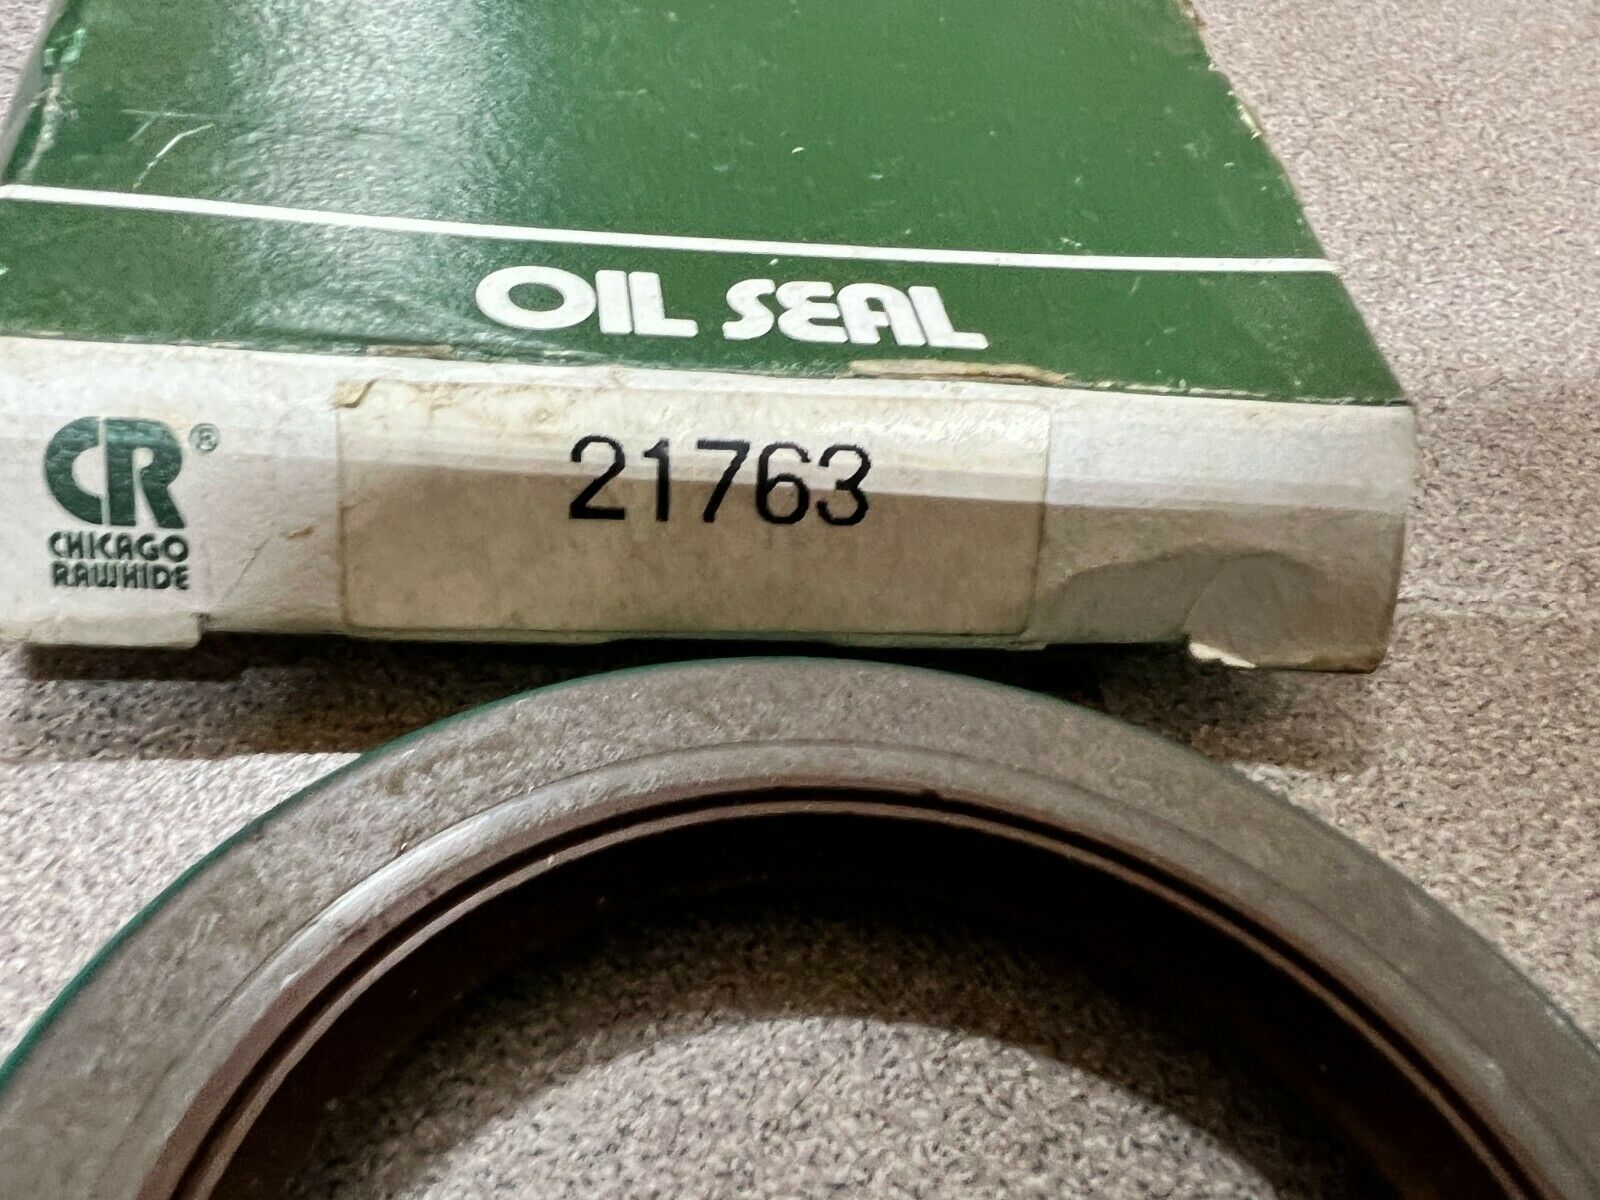 OIL SEAL
CR®
CHICAGO
RAWHIDE
21763